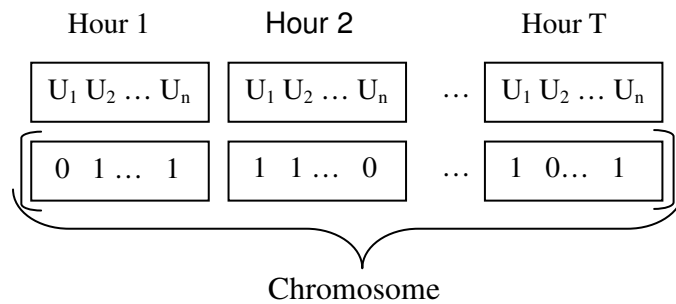 Hour 1 Hour 2 Hour T
U₁ U₂ … Uₙ U₁ U₂ … Uₙ … U₁ U₂ … Uₙ
0 1 … 1 1 1 … 0 … 1 0… 1
Chromosome